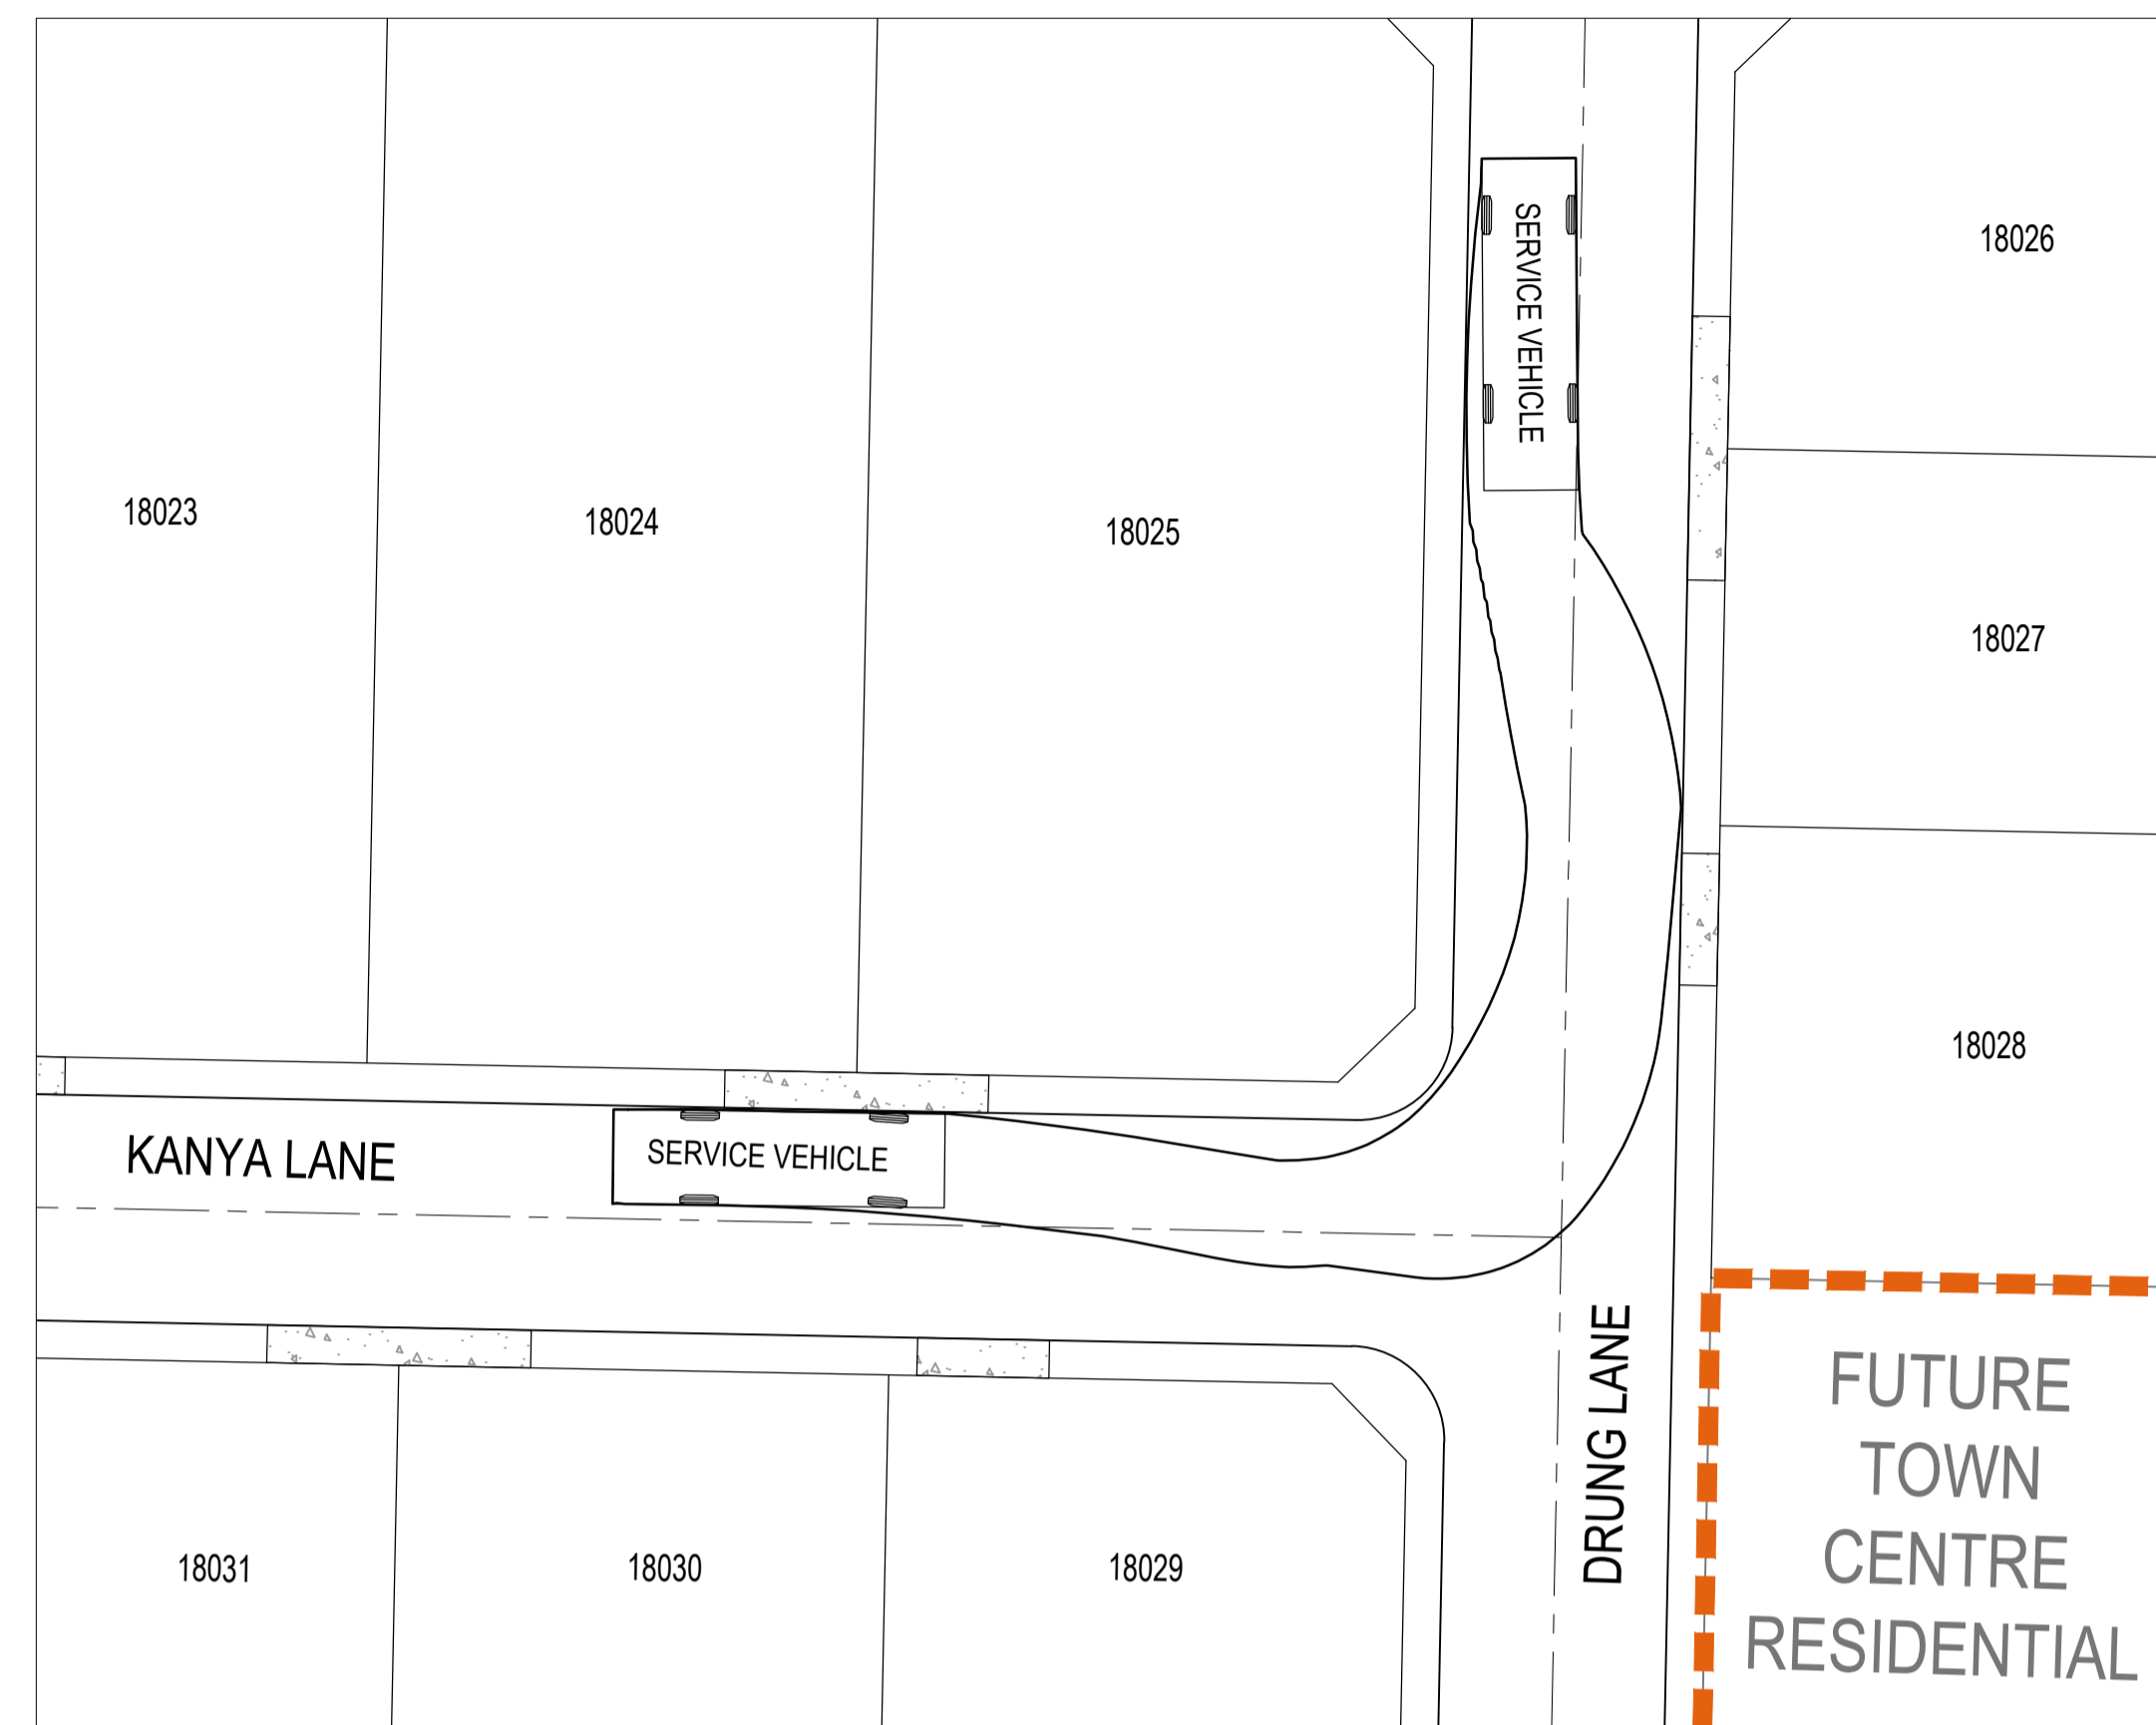 18026
SERVICE VEHICLE
18023
18024
18025
18027
18028
KANYA LANE
SERVICE VEHICLE
DRUNG LANE
FUTURE
TOWN
CENTRE
RESIDENTIAL
18031
18030
18029